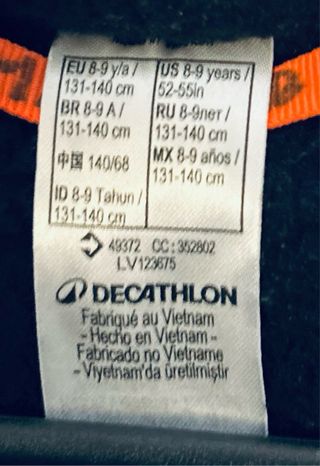 EU 8-9 y/a /
131-140 cm
BR 8-9 A /
131-140 cm
中国 140/68
ID 8-9 Tahun /
131-140 cm
US 8-9 years /
52-55in
RU 8-9лет /
131-140 cm
MX 8-9 años /
131-140 cm
49372 CC: 352802
LV123675
DECATHLON
Fabriqué au Vietnam
- Hecho en Vietnam -
Fabricado no Vietname
- Viyetnam'da üretilmiştir